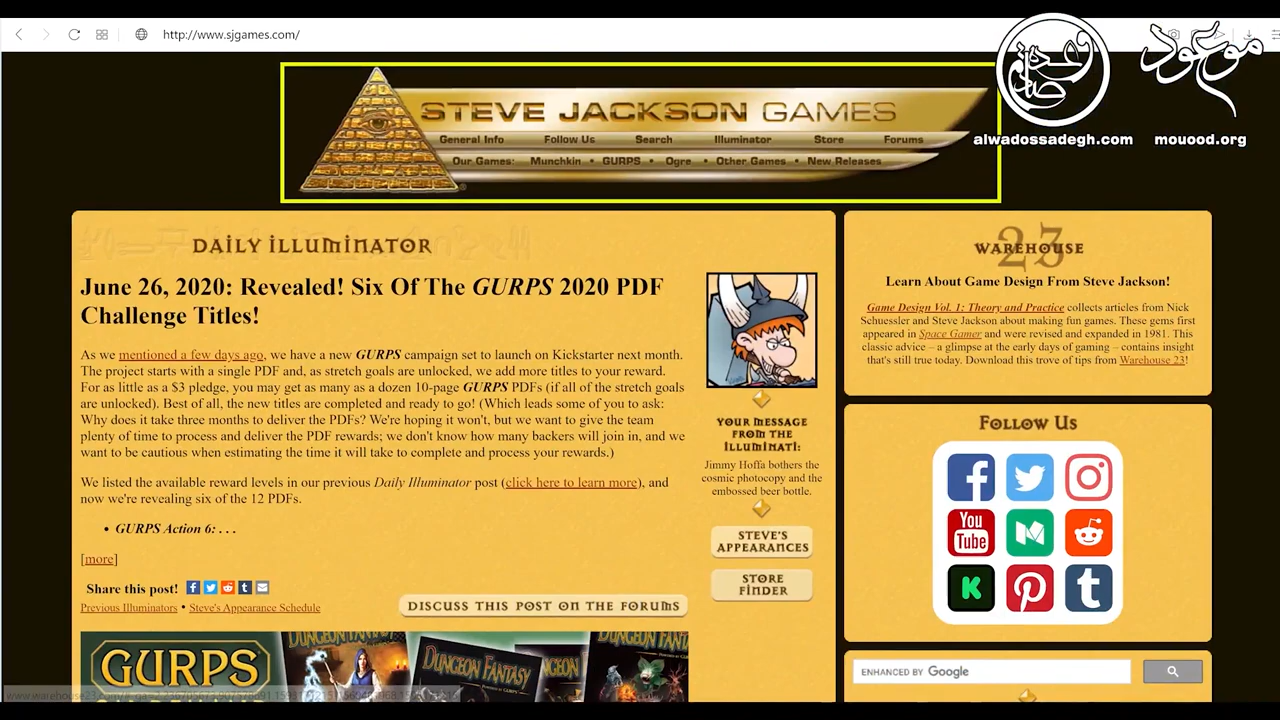 http://www.sjgames.com/
وعده صادق
موعود
alwadossadegh.com
mouood.org
STEVE JACKSON GAMES
General Info Follow Us Search Illuminator Store Forums
Our Games: Munchkin • GURPS • Ogre • Other Games • New Releases
DAILY ILLUMINATOR
June 26, 2020: Revealed! Six Of The GURPS 2020 PDF
Challenge Titles!
As we mentioned a few days ago, we have a new GURPS campaign set to launch on Kickstarter next month.
The project starts with a single PDF and, as stretch goals are unlocked, we add more titles to your reward.
For as little as a $3 pledge, you may get as many as a dozen 10-page GURPS PDFs (if all of the stretch goals
are unlocked). Best of all, the new titles are completed and ready to go! (Which leads some of you to ask:
Why does it take three months to deliver the PDFs? We're hoping it won't, but we want to give the team
plenty of time to process and deliver the PDF rewards; we don't know how many backers will join in, and we
want to be cautious when estimating the time it will take to complete and process your rewards.)
We listed the available reward levels in our previous Daily Illuminator post (click here to learn more), and
now we're revealing six of the 12 PDFs.
• GURPS Action 6: . . .
[more]
Share this post!
Previous Illuminators • Steve's Appearance Schedule
DISCUSS THIS POST ON THE FORUMS
GURPS
DUNGEON FANTASY
YOUR MESSAGE
FROM THE
ILLUMINATI:
Jimmy Hoffa bothers the
cosmic photocopy and the
embossed beer bottle.
STEVE'S
APPEARANCES
STORE
FINDER
23
WAREHOUSE
Learn About Game Design From Steve Jackson!
Game Design Vol. 1: Theory and Practice collects articles from Nick
Schuessler and Steve Jackson about making fun games. These gems first
appeared in Space Gamer and were revised and expanded in 1981. This
classic advice – a glimpse at the early days of gaming – contains insight
that's still true today. Download this trove of tips from Warehouse 23!
FOLLOW US
You
Tube
ENHANCED BY Google